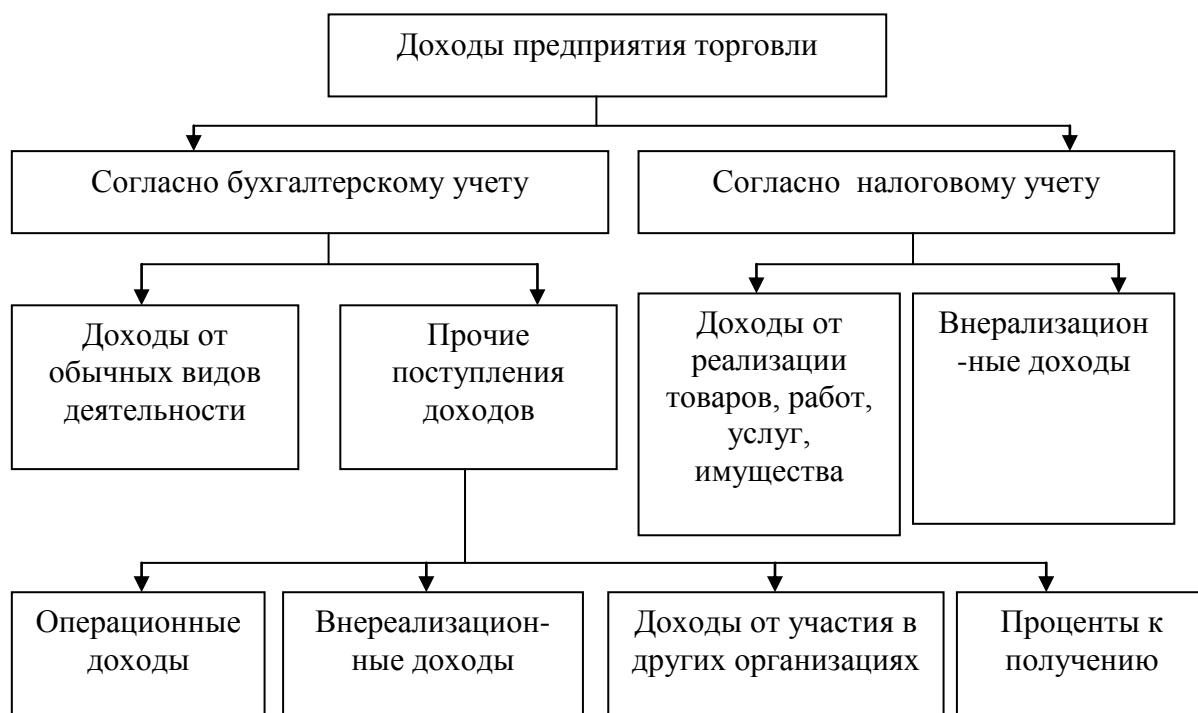 Доходы предприятия торговли
Согласно бухгалтерскому учету
Согласно налоговому учету
Доходы от
обычных видов
деятельности
Прочие
поступления
доходов
Доходы от
реализации
товаров, работ,
услуг,
имущества
Внерализацион
-ные доходы
Операционные
доходы
Внереализацион-
ные доходы
Доходы от участия в
других организациях
Проценты к
получению